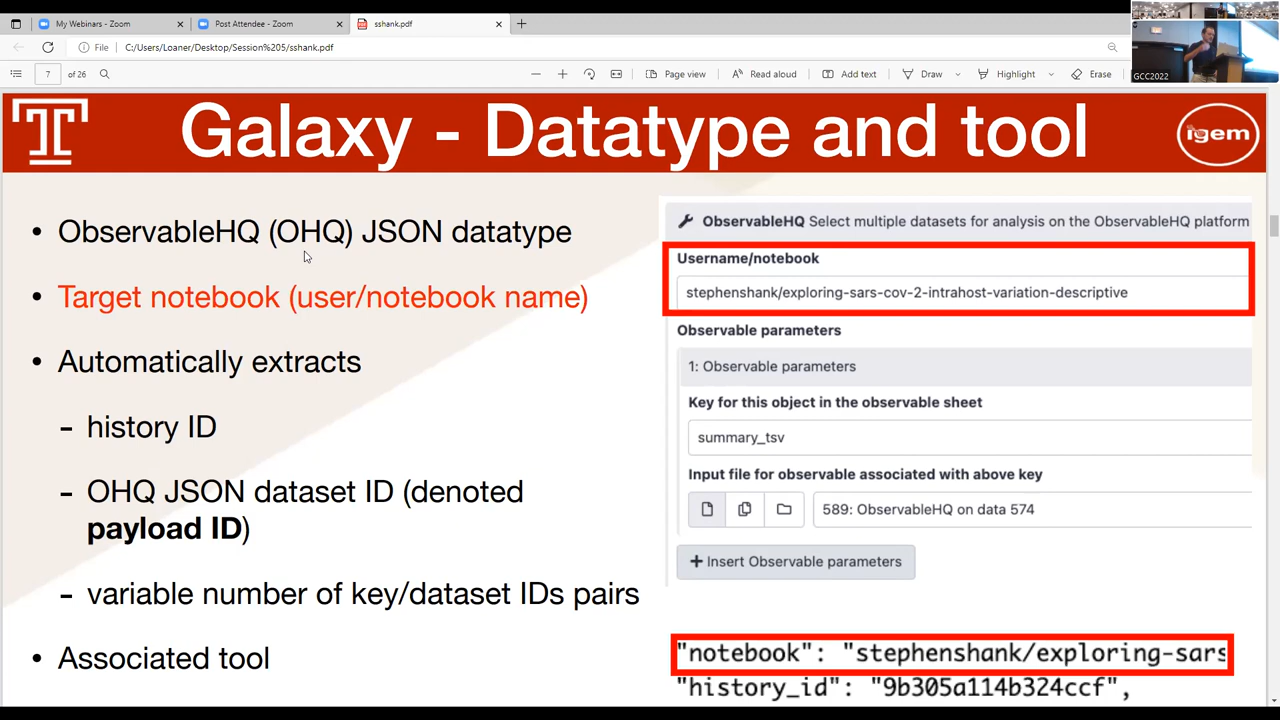 My Webinars - Zoom
Post Attendee - Zoom
sshank.pdf
File
C:/Users/Loaner/Desktop/Session%205/sshank.pdf
GCC2022
7 of 26
Page view
Read aloud
Add text
Draw
Highlight
Erase
Galaxy - Datatype and tool
igem
• ObservableHQ (OHQ) JSON datatype
• Target notebook (user/notebook name)
• Automatically extracts
- history ID
- OHQ JSON dataset ID (denoted
payload ID)
- variable number of key/dataset IDs pairs
• Associated tool
ObservableHQ Select multiple datasets for analysis on the ObservableHQ platform
Username/notebook
stephenshank/exploring-sars-cov-2-intrahost-variation-descriptive
Observable parameters
1: Observable parameters
Key for this object in the observable sheet
summary_tsv
Input file for observable associated with above key
589: ObservableHQ on data 574
+ Insert Observable parameters
"notebook": "stephenshank/exploring-sars
"history_id": "9b305a114b324ccf",